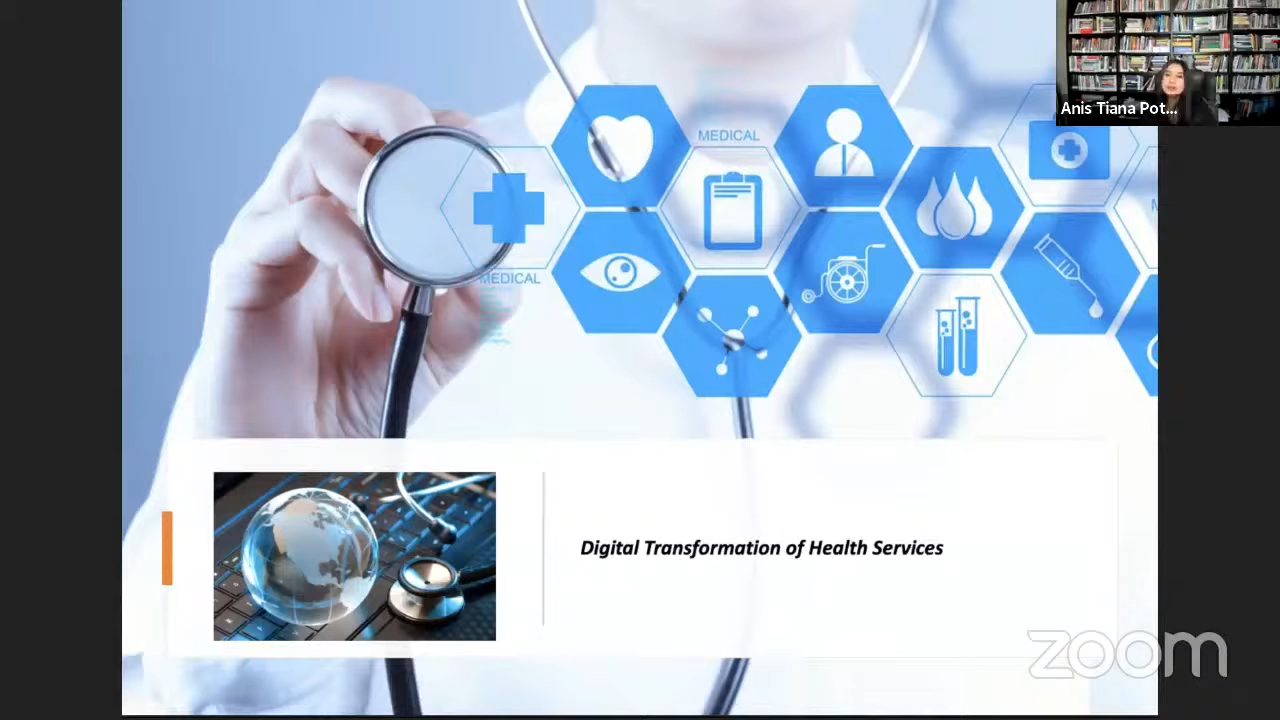 Anis Tiana Pot...
MEDICAL
MEDICAL
Digital Transformation of Health Services
zoom